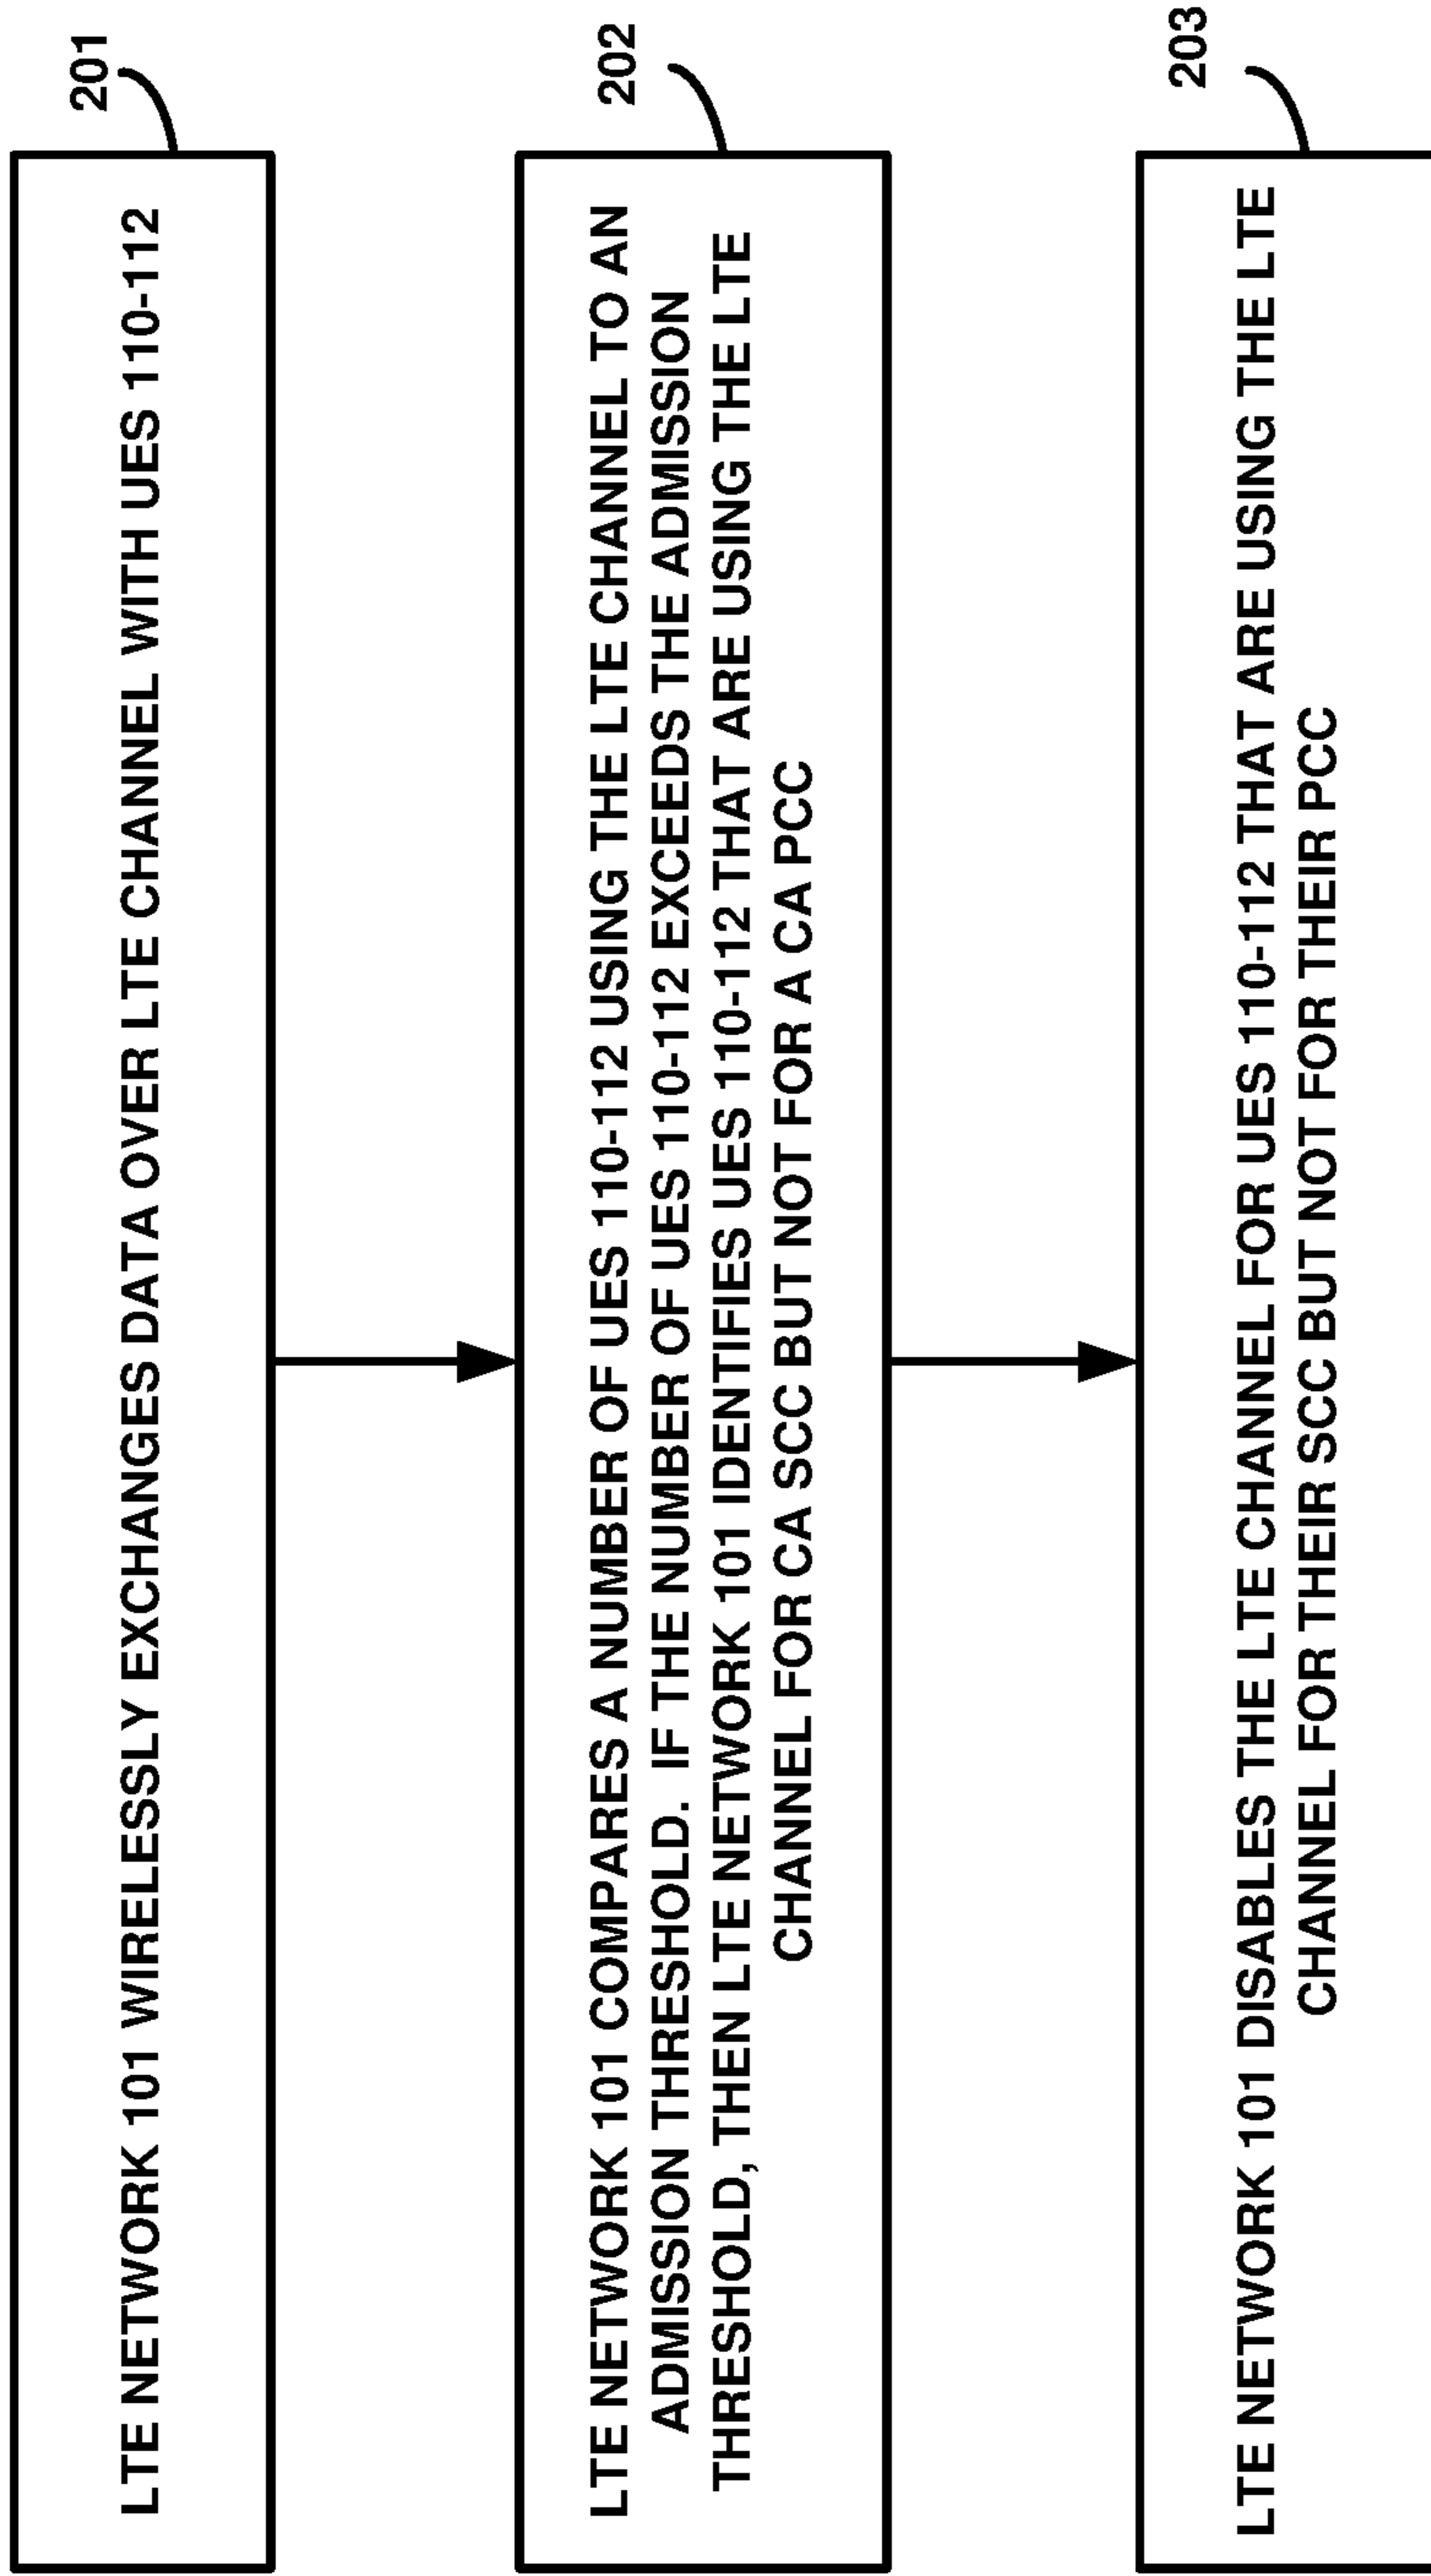 201
LTE NETWORK 101 WIRELESSLY EXCHANGES DATA OVER LTE CHANNEL WITH UES 110-112
202
LTE NETWORK 101 COMPARES A NUMBER OF UES 110-112 USING THE LTE CHANNEL TO AN
ADMISSION THRESHOLD. IF THE NUMBER OF UES 110-112 EXCEEDS THE ADMISSION
THRESHOLD, THEN LTE NETWORK 101 IDENTIFIES UES 110-112 THAT ARE USING THE LTE
CHANNEL FOR CA SCC BUT NOT FOR A CA PCC
203
LTE NETWORK 101 DISABLES THE LTE CHANNEL FOR UES 110-112 THAT ARE USING THE LTE
CHANNEL FOR THEIR SCC BUT NOT FOR THEIR PCC